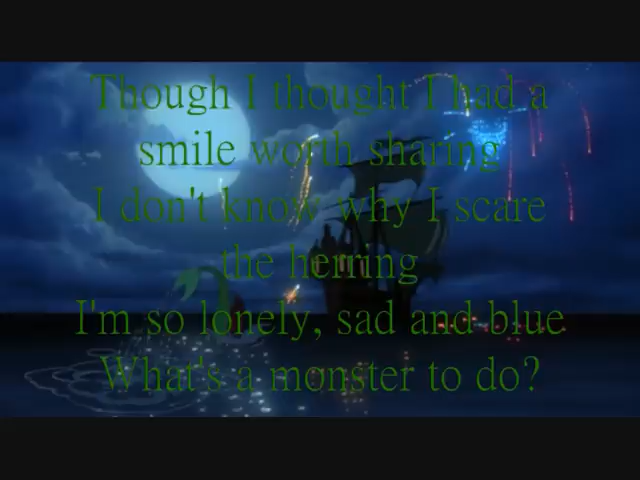 Though I thought I had a
smile worth sharing
I don't know why I scare
the herring
I'm so lonely, sad and blue
What's a monster to do?